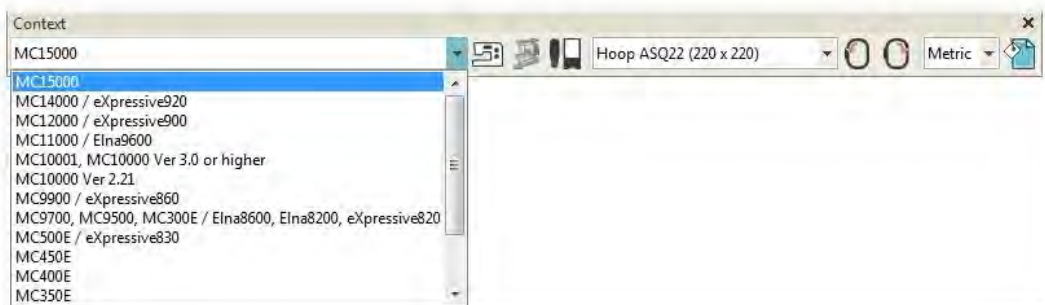 Context
MC15000 Hoop ASQ22 (220 x 220) Metric
MC15000
MC14000 / eXpressive920
MC12000 / eXpressive900
MC11000 / Elna9600
MC10001, MC10000 Ver 3.0 or higher
MC10000 Ver 2.21
MC9900 / eXpressive860
MC9700, MC9500, MC300E / Elna8600, Elna8200, eXpressive820
MC500E / eXpressive830
MC450E
MC400E
MC350E